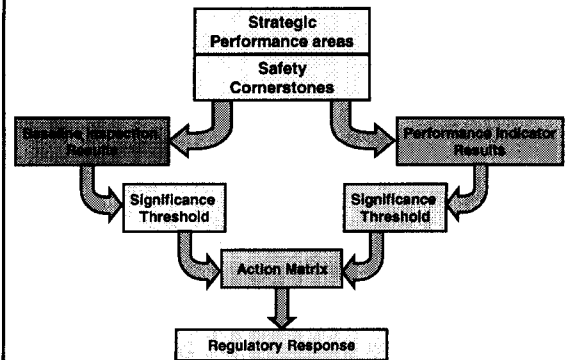 Strategic
Performance areas
Safety
Cornerstones
Baseline Inspection
Results
Performance Indicator
Results
Significance
Threshold
Significance
Threshold
Action Matrix
Regulatory Response